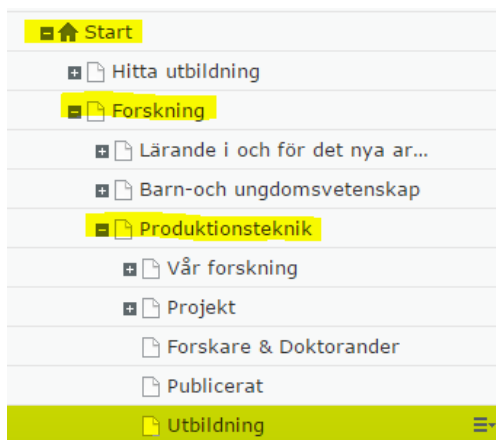 Start
Hitta utbildning
Forskning
Lärande i och för det nya ar...
Barn-och ungdomsvetenskap
Produktionsteknik
Vår forskning
Projekt
Forskare & Doktorander
Publicerat
Utbildning